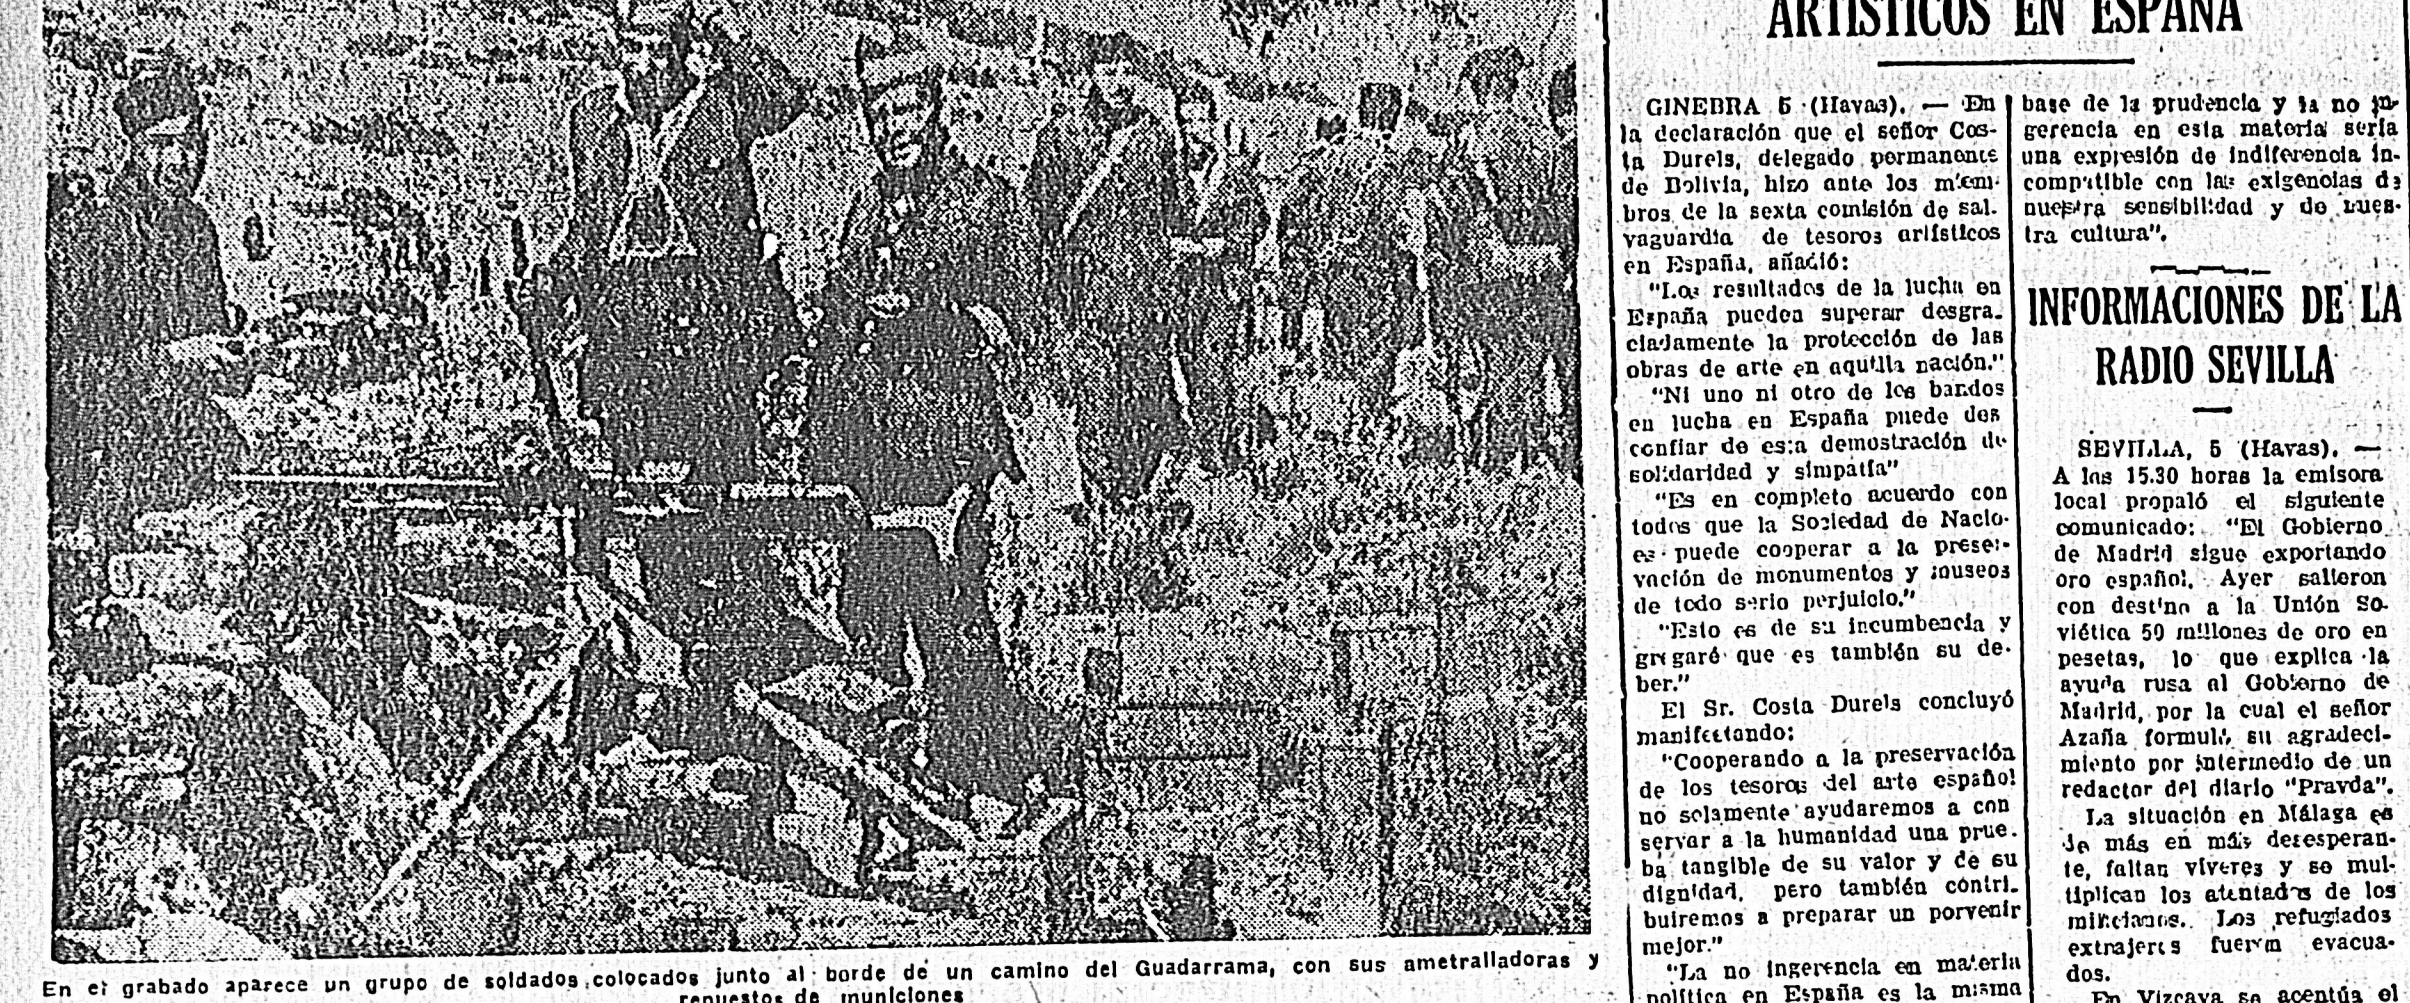 En el grabado aparece un grupo de soldados colocados junto al borde de un camino del Guadarrama, con sus ametralladoras y
repuestos de municiones
ARTISTICOS EN ESPAÑA
GINEBRA 5 (Havas). — En
la declaración que el señor Cos-
ta Durels, delegado permanente
de Bolivia, hizo ante los miem-
bros de la sexta comisión de sal-
vaguardia de tesoros artísticos
en España, añadió:
"Los resultados de la lucha en
España pueden superar desgra-
ciadamente la protección de las
obras de arte en aquella nación."
"Ni uno ni otro de los bandos
en lucha en España puede des
confiar de esta demostración de
solidaridad y simpatía"
"Es en completo acuerdo con
todos que la Sociedad de Nacio-
es puede cooperar a la preser-
vación de monumentos y museos
de todo serio perjuicio."
"Esto es de su incumbencia y
que es también su de-
ber."
El Sr. Costa Durels concluyó
manifestando:
"Cooperando a la preservación
de los tesoros del arte español
no solamente ayudaremos a con
servar a la humanidad una prue-
ba tangible de su valor y de su
dignidad, pero también contri-
buiremos a preparar un porvenir
mejor."
"La no ingerencia en materia
política en España es la misma
base de la prudencia y la no in-
gerencia en esta materia sería
una expresión de indiferencia in-
compatible con las exigencias de
nuestra sensibilidad y de nues-
tra cultura".
INFORMACIONES DE LA
RADIO SEVILLA
SEVILLA, 5 (Havas). —
A las 15.30 horas la emisora
local propaló el siguiente
comunicado: "El Gobierno
de Madrid sigue exportando
oro español. Ayer salieron
con destino a la Unión So-
viética 50 millones de oro en
pesetas, lo que explica la
ayuda rusa al Gobierno de
Madrid, por la cual el señor
Azaña formuló su agradeci-
miento por intermedio de un
redactor del diario "Pravda".
La situación en Málaga es
de más en más desesperan-
te, faltan víveres y se mul-
tiplican los atentados de los
milicianos. Los refugiados
extrajeros fueron evacua-
dos.
En Vizcaya se acentúa el